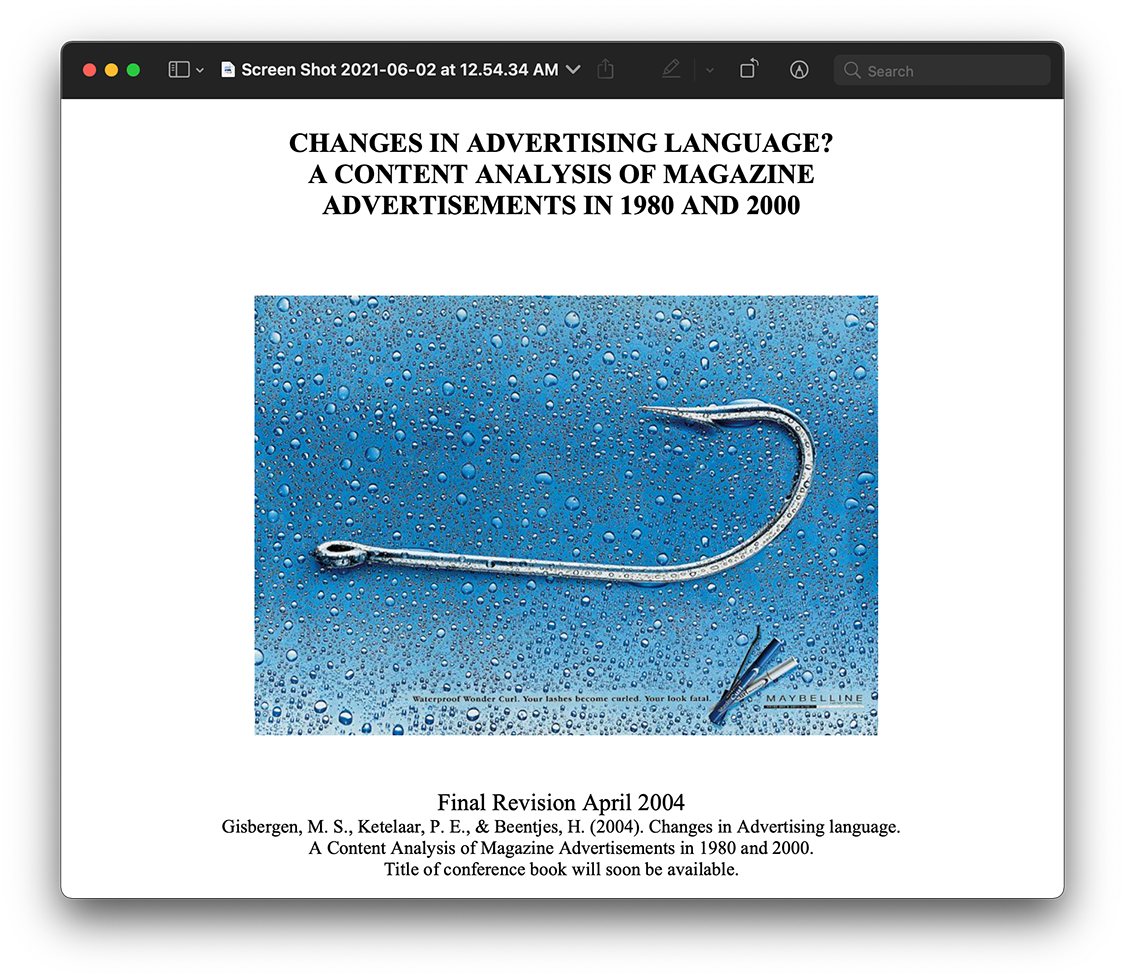 Screen Shot 2021-06-02 at 12.54.34 AM
Search
CHANGES IN ADVERTISING LANGUAGE?
A CONTENT ANALYSIS OF MAGAZINE
ADVERTISEMENTS IN 1980 AND 2000
Waterproof Wonder Curl. Your lashes become curled. Your look fatal.
MAYBELLINE
Final Revision April 2004
Gisbergen, M. S., Ketelaar, P. E., & Beentjes, H. (2004). Changes in Advertising language.
A Content Analysis of Magazine Advertisements in 1980 and 2000.
Title of conference book will soon be available.